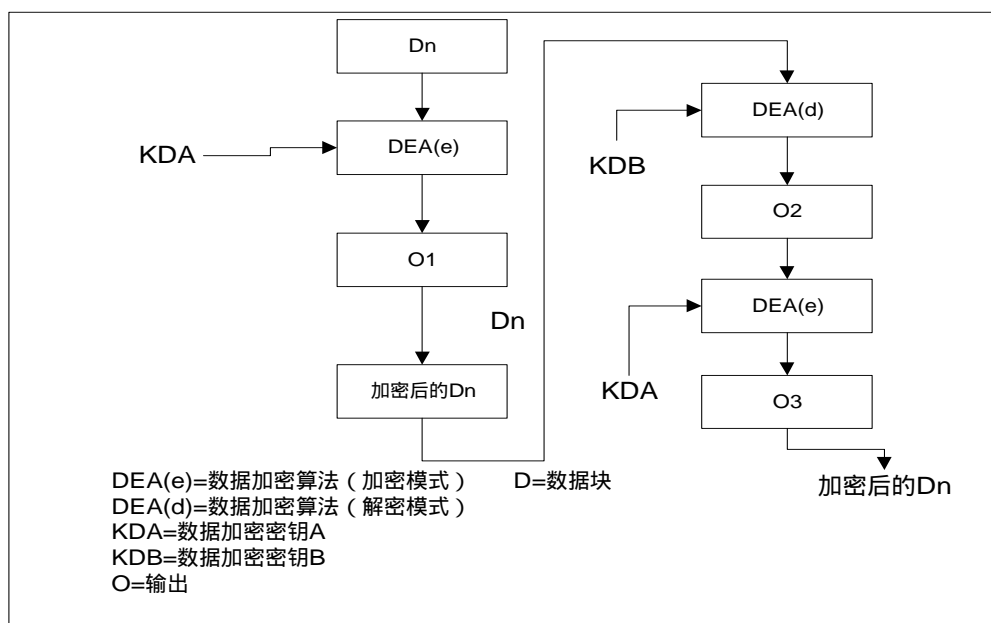 Dn
KDA
DEA(e)
O1
Dn
加密后的Dn
DEA(d)
KDB
O2
DEA(e)
KDA
O3
加密后的Dn
DEA(e)=数据加密算法（加密模式） D=数据块
DEA(d)=数据加密算法（解密模式）
KDA=数据加密密钥A
KDB=数据加密密钥B
O=输出